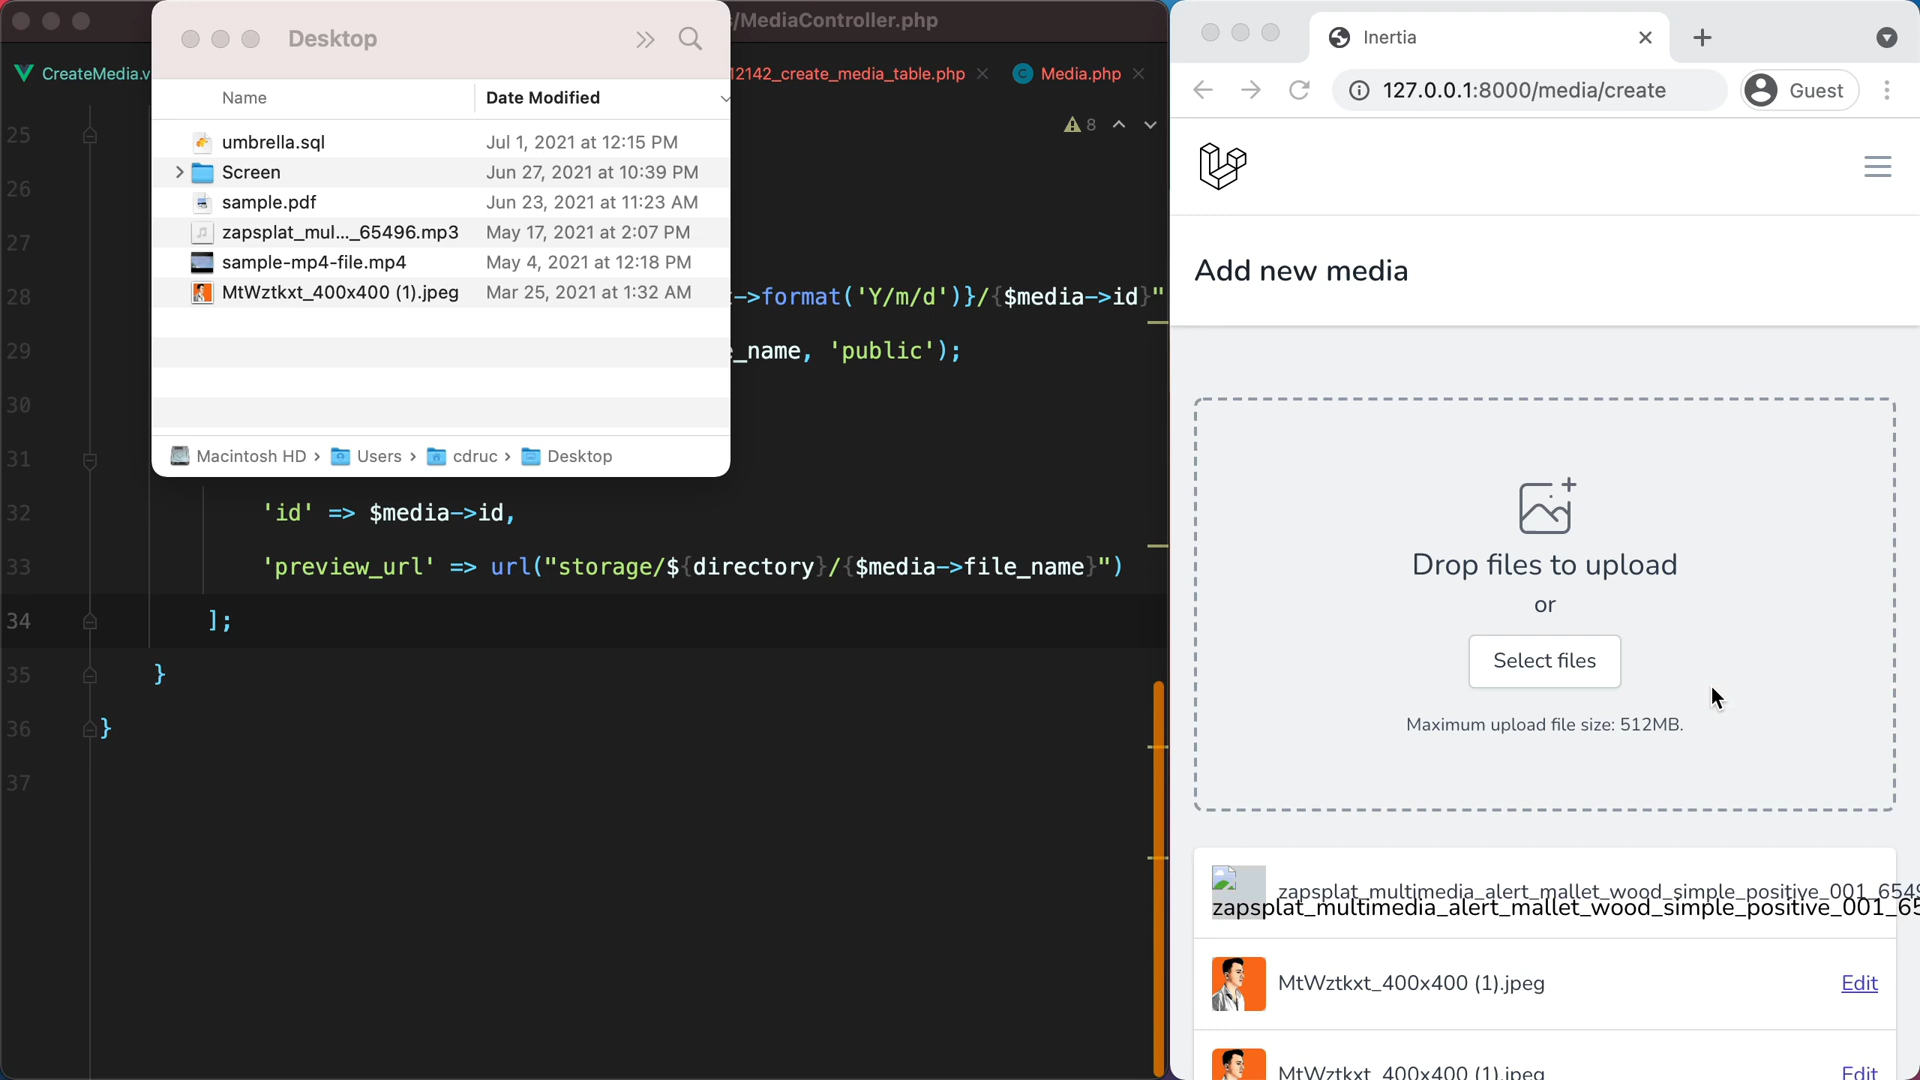 /MediaController.php
CreateMedia.v
12142_create_media_table.php
Media.php
8
25
26
27
28
->format('Y/m/d')}/{$media->id}"
29
_name, 'public');
30
31
32
'id' => $media->id,
33
'preview_url' => url("storage/${directory}/{$media->file_name}")
34
];
35
}
36
}
37
Desktop
Name
Date Modified
umbrella.sql
Jul 1, 2021 at 12:15 PM
Screen
Jun 27, 2021 at 10:39 PM
sample.pdf
Jun 23, 2021 at 11:23 AM
zapsplat_mul..._65496.mp3
May 17, 2021 at 2:07 PM
sample-mp4-file.mp4
May 4, 2021 at 12:18 PM
MtWztkxt_400x400 (1).jpeg
Mar 25, 2021 at 1:32 AM
Macintosh HD › Users › cdruc › Desktop
Inertia
127.0.0.1:8000/media/create
Guest
Add new media
Drop files to upload
or
Select files
Maximum upload file size: 512MB.
zapsplat_multimedia_alert_mallet_wood_simple_positive_001_654
zapsplat_multimedia_alert_mallet_wood_simple_positive_001_65
MtWztkxt_400x400 (1).jpeg
Edit
MtWztkxt_400x400 (1).jpeg
Edit